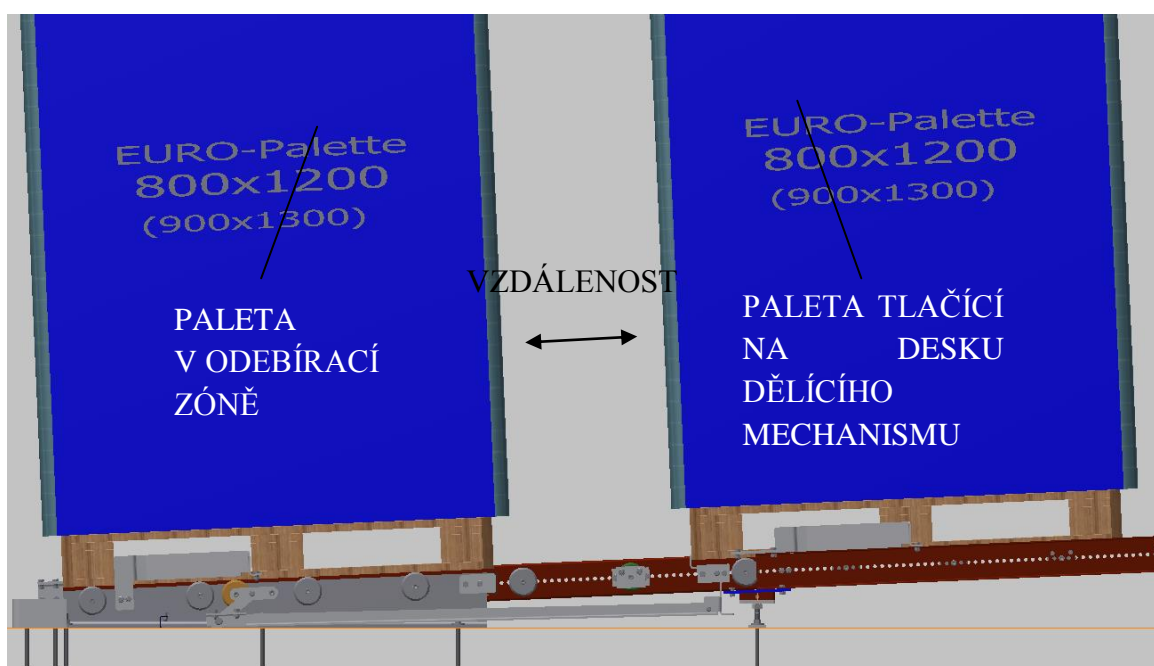 EURO-Palette
800x1200
(900x1300)
PALETA
V ODEBÍRACÍ
ZÓNĚ
VZDÁLENOST
EURO-Palette
800x1200
(900x1300)
PALETA TLAČÍCÍ
NA DESKU
DĚLÍCÍHO
MECHANISMU